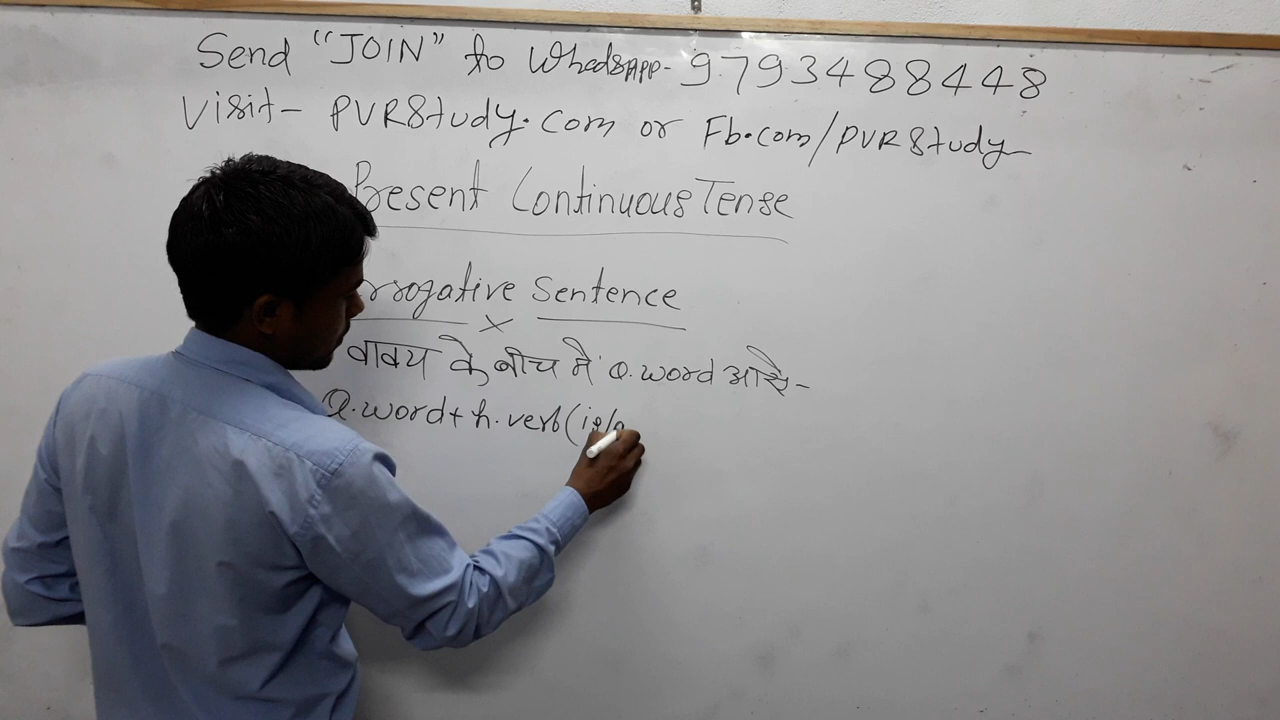 Send "JOIN" to WhatsApp- 9793488448
Visit- PVRStudy.com or Fb.com/PVRStudy
Present Continuous Tense
rrogative Sentence
×
वाक्य के बीच में Q.word आये-
Q.word+ h.verb(is/a